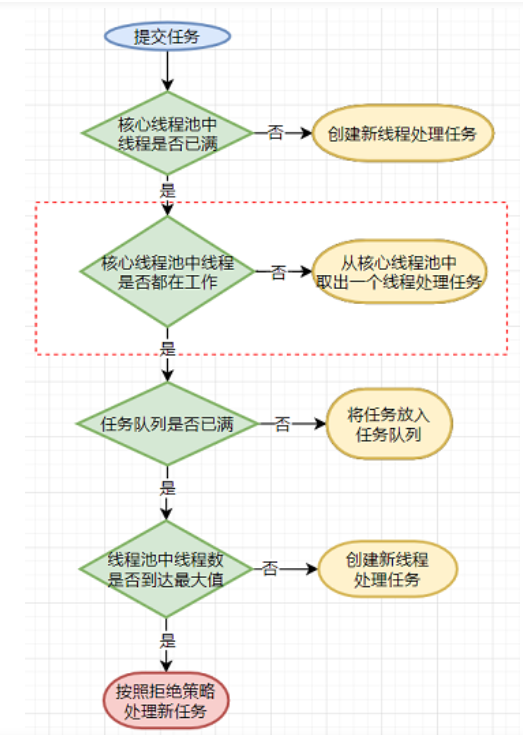 提交任务
核心线程池中
线程是否已满
否
创建新线程处理任务
是
核心线程池中线程
是否都在工作
否
从核心线程池中
取出一个线程处理任务
是
任务队列是否已满
否
将任务放入
任务队列
是
线程池中线程数
是否到达最大值
否
创建新线程
处理任务
是
按照拒绝策略
处理新任务